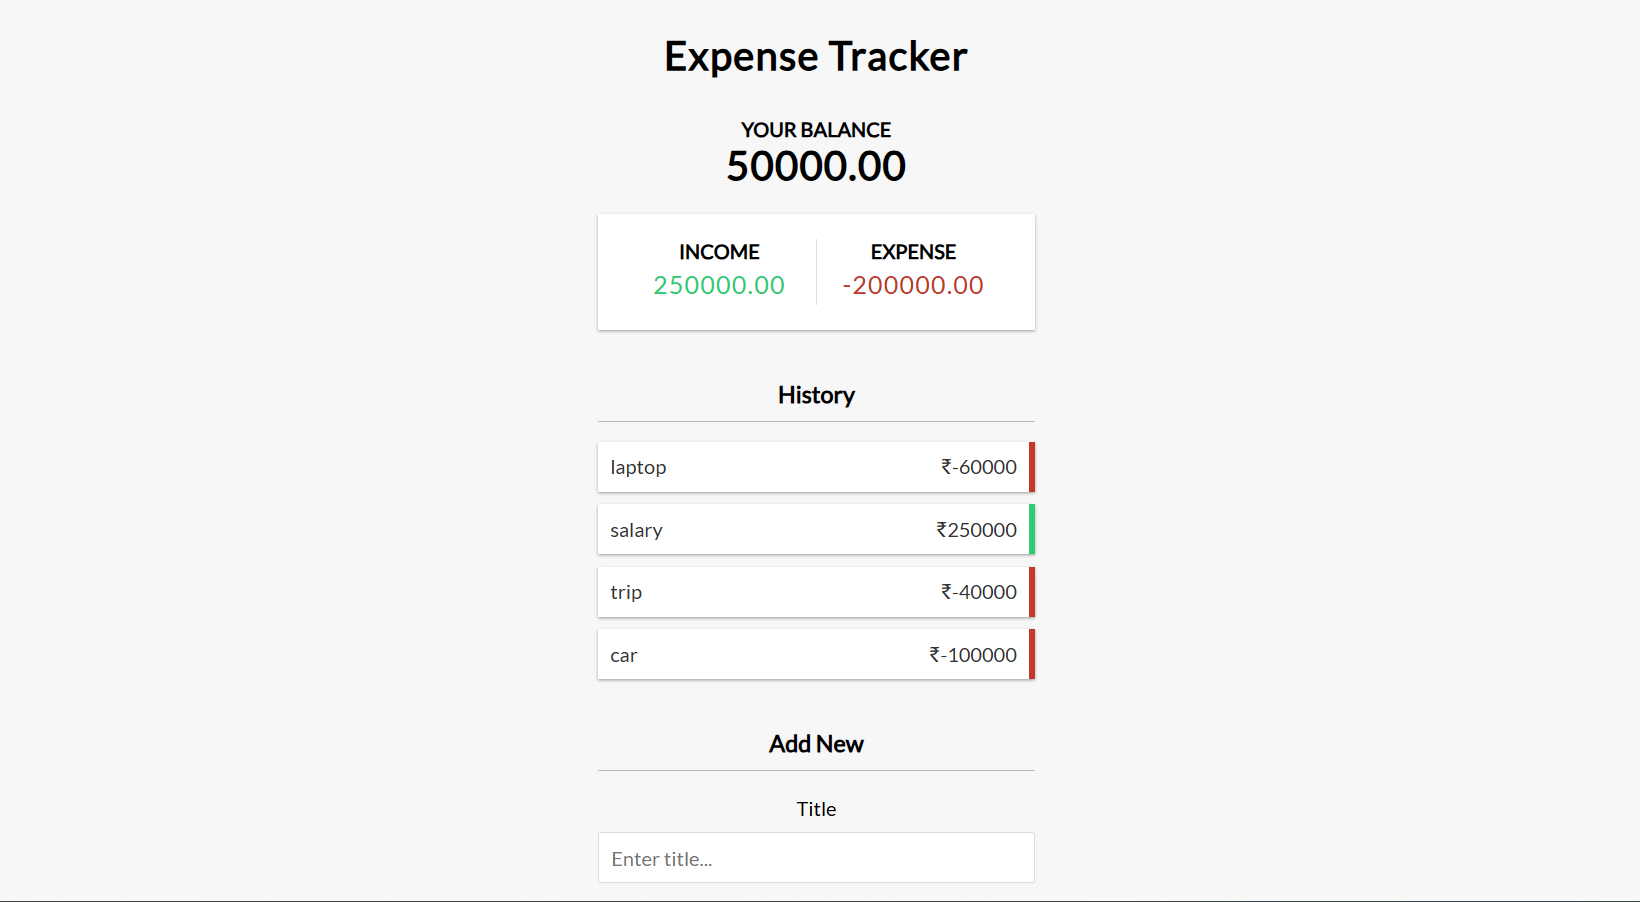 Expense Tracker
YOUR BALANCE
50000.00
INCOME EXPENSE
250000.00 -200000.00
History
laptop ₹-60000
salary ₹250000
trip ₹-40000
car ₹-100000
Add New
Title
Enter title...